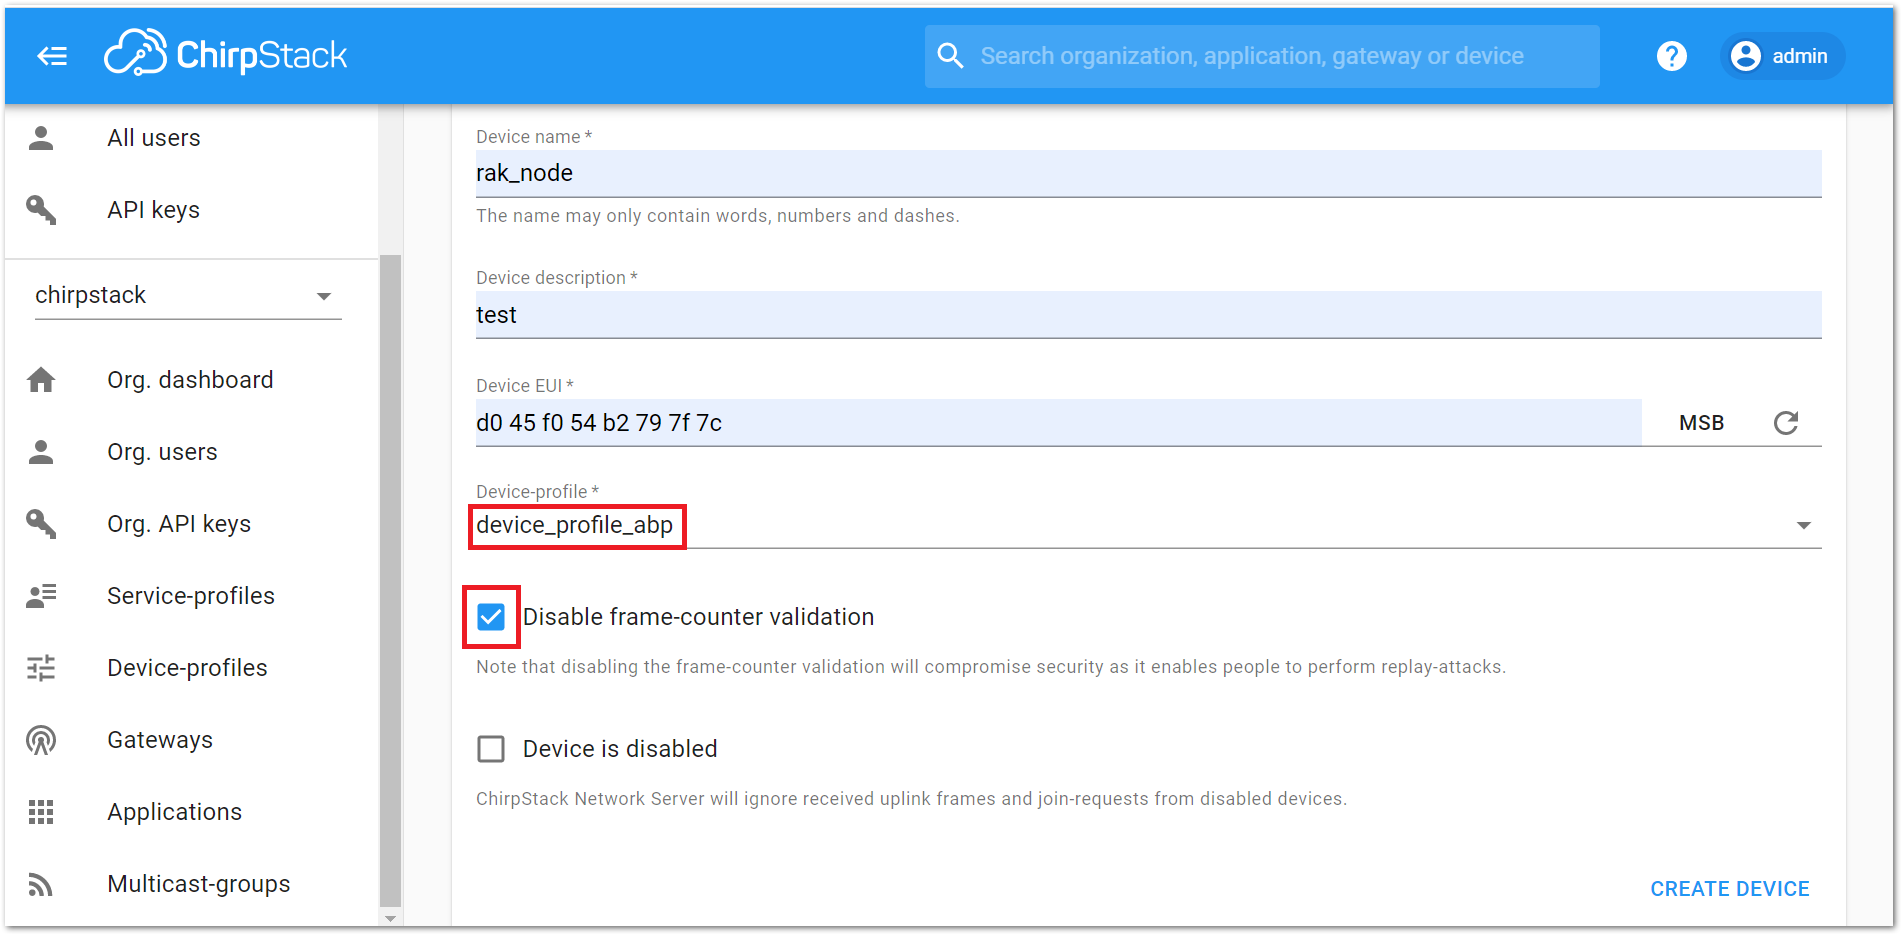 ChirpStack
Search organization, application, gateway or device
?
admin
All users
API keys
chirpstack
Org. dashboard
Org. users
Org. API keys
Service-profiles
Device-profiles
Gateways
Applications
Multicast-groups
Device name *
rak_node
The name may only contain words, numbers and dashes.
Device description *
test
Device EUI *
d0 45 f0 54 b2 79 7f 7c
MSB
Device-profile *
device_profile_abp
Disable frame-counter validation
Note that disabling the frame-counter validation will compromise security as it enables people to perform replay-attacks.
Device is disabled
ChirpStack Network Server will ignore received uplink frames and join-requests from disabled devices.
CREATE DEVICE